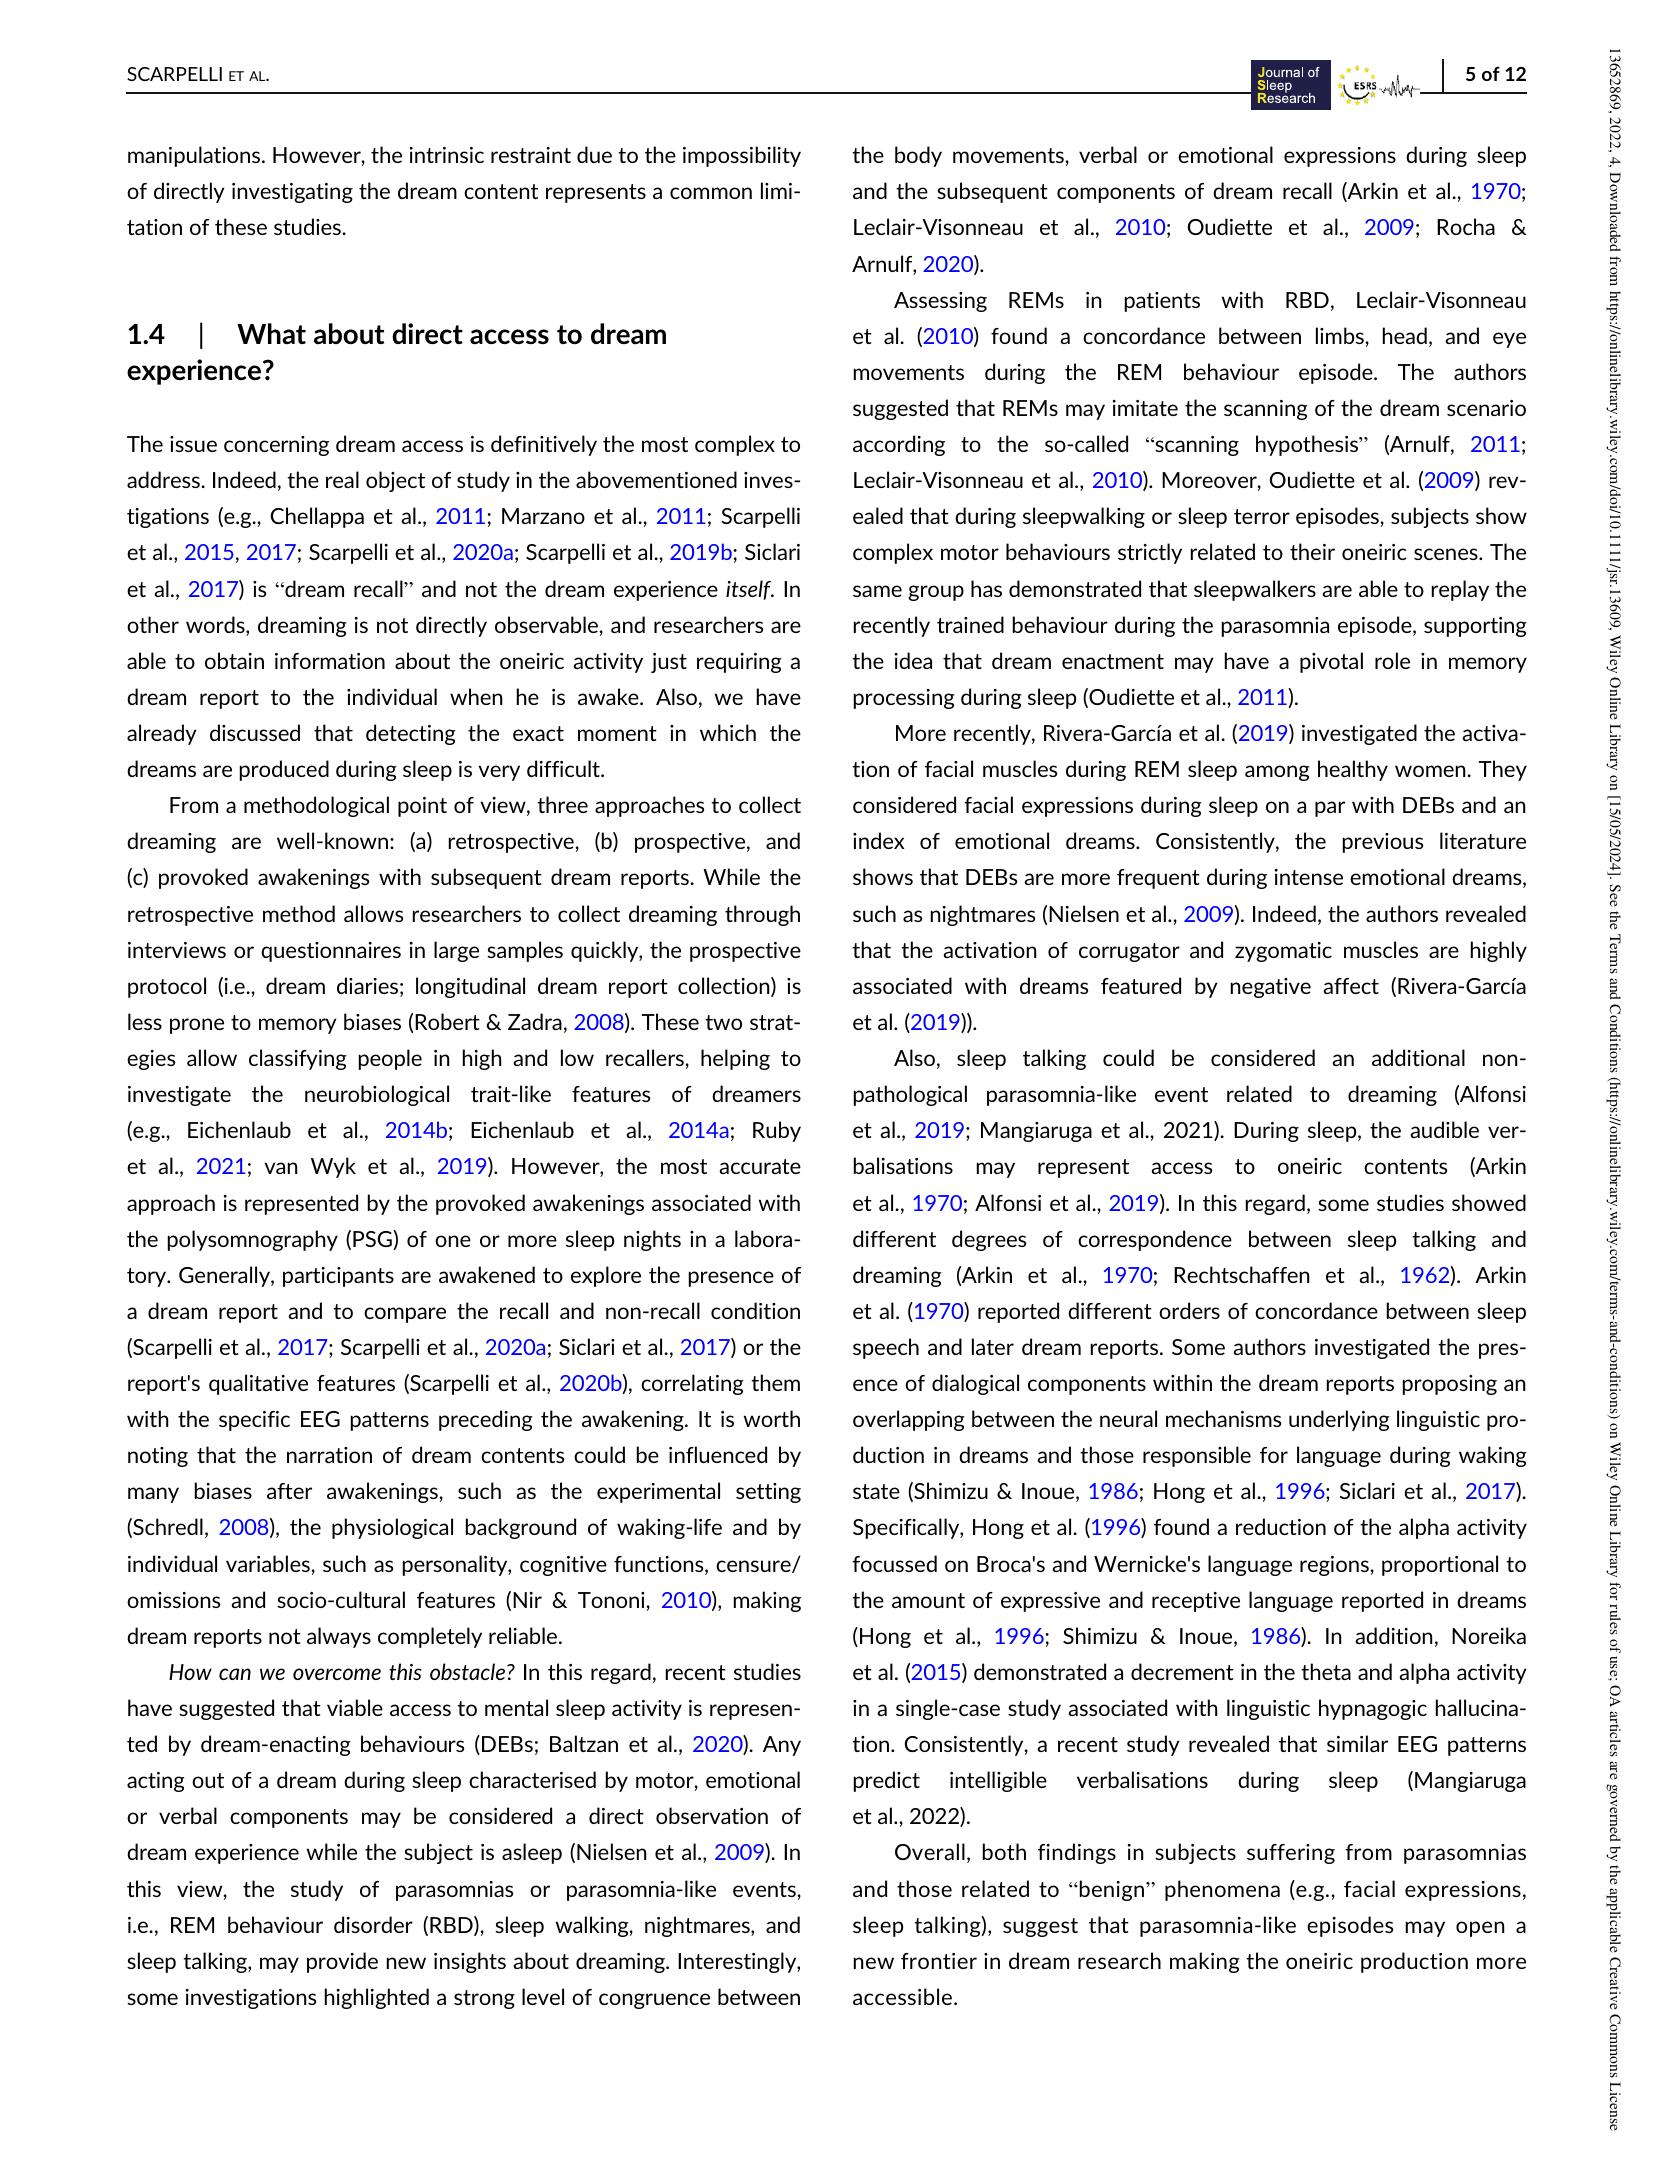 SCARPELLI ET AL.
Journal of
Sleep
Research
ESRS
5 of 12
manipulations. However, the intrinsic restraint due to the impossibility
of directly investigating the dream content represents a common limi-
tation of these studies.
1.4 | What about direct access to dream
experience?
The issue concerning dream access is definitively the most complex to
address. Indeed, the real object of study in the abovementioned inves-
tigations (e.g., Chellappa et al., 2011; Marzano et al., 2011; Scarpelli
et al., 2015, 2017; Scarpelli et al., 2020a; Scarpelli et al., 2019b; Siclari
et al., 2017) is “dream recall” and not the dream experience itself. In
other words, dreaming is not directly observable, and researchers are
able to obtain information about the oneiric activity just requiring a
dream report to the individual when he is awake. Also, we have
already discussed that detecting the exact moment in which the
dreams are produced during sleep is very difficult.
From a methodological point of view, three approaches to collect
dreaming are well-known: (a) retrospective, (b) prospective, and
(c) provoked awakenings with subsequent dream reports. While the
retrospective method allows researchers to collect dreaming through
interviews or questionnaires in large samples quickly, the prospective
protocol (i.e., dream diaries; longitudinal dream report collection) is
less prone to memory biases (Robert & Zadra, 2008). These two strat-
egies allow classifying people in high and low recallers, helping to
investigate the neurobiological trait-like features of dreamers
(e.g., Eichenlaub et al., 2014b; Eichenlaub et al., 2014a; Ruby
et al., 2021; van Wyk et al., 2019). However, the most accurate
approach is represented by the provoked awakenings associated with
the polysomnography (PSG) of one or more sleep nights in a labora-
tory. Generally, participants are awakened to explore the presence of
a dream report and to compare the recall and non-recall condition
(Scarpelli et al., 2017; Scarpelli et al., 2020a; Siclari et al., 2017) or the
report's qualitative features (Scarpelli et al., 2020b), correlating them
with the specific EEG patterns preceding the awakening. It is worth
noting that the narration of dream contents could be influenced by
many biases after awakenings, such as the experimental setting
(Schredl, 2008), the physiological background of waking-life and by
individual variables, such as personality, cognitive functions, censure/
omissions and socio-cultural features (Nir & Tononi, 2010), making
dream reports not always completely reliable.
How can we overcome this obstacle? In this regard, recent studies
have suggested that viable access to mental sleep activity is represen-
ted by dream-enacting behaviours (DEBs; Baltzan et al., 2020). Any
acting out of a dream during sleep characterised by motor, emotional
or verbal components may be considered a direct observation of
dream experience while the subject is asleep (Nielsen et al., 2009). In
this view, the study of parasomnias or parasomnia-like events,
i.e., REM behaviour disorder (RBD), sleep walking, nightmares, and
sleep talking, may provide new insights about dreaming. Interestingly,
some investigations highlighted a strong level of congruence between
the body movements, verbal or emotional expressions during sleep
and the subsequent components of dream recall (Arkin et al., 1970;
Leclair-Visonneau et al., 2010; Oudiette et al., 2009; Rocha &
Arnulf, 2020).
Assessing REMs in patients with RBD, Leclair-Visonneau
et al. (2010) found a concordance between limbs, head, and eye
movements during the REM behaviour episode. The authors
suggested that REMs may imitate the scanning of the dream scenario
according to the so-called “scanning hypothesis” (Arnulf, 2011;
Leclair-Visonneau et al., 2010). Moreover, Oudiette et al. (2009) rev-
ealed that during sleepwalking or sleep terror episodes, subjects show
complex motor behaviours strictly related to their oneiric scenes. The
same group has demonstrated that sleepwalkers are able to replay the
recently trained behaviour during the parasomnia episode, supporting
the idea that dream enactment may have a pivotal role in memory
processing during sleep (Oudiette et al., 2011).
More recently, Rivera-García et al. (2019) investigated the activa-
tion of facial muscles during REM sleep among healthy women. They
considered facial expressions during sleep on a par with DEBs and an
index of emotional dreams. Consistently, the previous literature
shows that DEBs are more frequent during intense emotional dreams,
such as nightmares (Nielsen et al., 2009). Indeed, the authors revealed
that the activation of corrugator and zygomatic muscles are highly
associated with dreams featured by negative affect (Rivera-García
et al. (2019)).
Also, sleep talking could be considered an additional non-
pathological parasomnia-like event related to dreaming (Alfonsi
et al., 2019; Mangiaruga et al., 2021). During sleep, the audible ver-
balisations may represent access to oneiric contents (Arkin
et al., 1970; Alfonsi et al., 2019). In this regard, some studies showed
different degrees of correspondence between sleep talking and
dreaming (Arkin et al., 1970; Rechtschaffen et al., 1962). Arkin
et al. (1970) reported different orders of concordance between sleep
speech and later dream reports. Some authors investigated the pres-
ence of dialogical components within the dream reports proposing an
overlapping between the neural mechanisms underlying linguistic pro-
duction in dreams and those responsible for language during waking
state (Shimizu & Inoue, 1986; Hong et al., 1996; Siclari et al., 2017).
Specifically, Hong et al. (1996) found a reduction of the alpha activity
focussed on Broca's and Wernicke's language regions, proportional to
the amount of expressive and receptive language reported in dreams
(Hong et al., 1996; Shimizu & Inoue, 1986). In addition, Noreika
et al. (2015) demonstrated a decrement in the theta and alpha activity
in a single-case study associated with linguistic hypnagogic hallucina-
tion. Consistently, a recent study revealed that similar EEG patterns
predict intelligible verbalisations during sleep (Mangiaruga
et al., 2022).
Overall, both findings in subjects suffering from parasomnias
and those related to “benign” phenomena (e.g., facial expressions,
sleep talking), suggest that parasomnia-like episodes may open a
new frontier in dream research making the oneiric production more
accessible.
13652869, 2022, 4, Downloaded from https://onlinelibrary.wiley.com/doi/10.1111/jsr.13609, Wiley Online Library on [15/05/2024]. See the Terms and Conditions (https://onlinelibrary.wiley.com/terms-and-conditions) on Wiley Online Library for rules of use; OA articles are governed by the applicable Creative Commons License